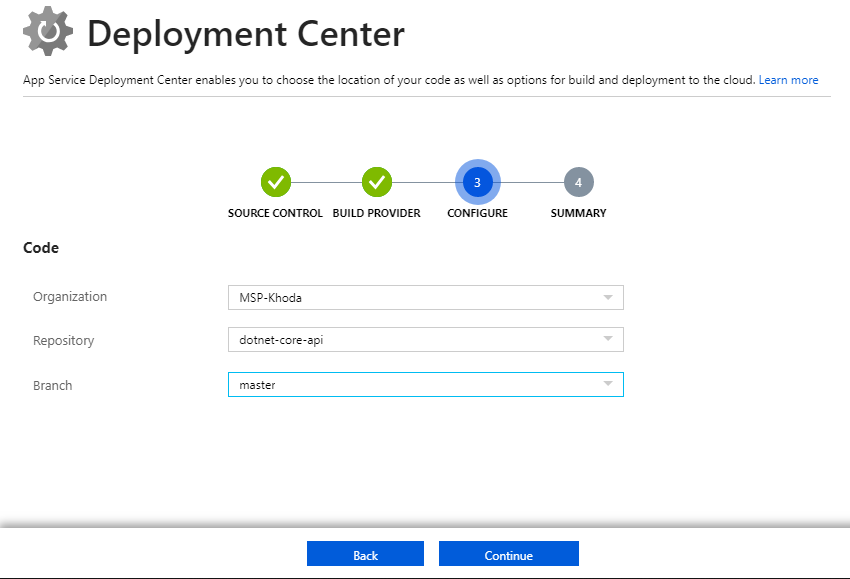 Deployment Center
App Service Deployment Center enables you to choose the location of your code as well as options for build and deployment to the cloud. Learn more
3
4
SOURCE CONTROL
BUILD PROVIDER
CONFIGURE
SUMMARY
Code
Organization
MSP-Khoda
Repository
dotnet-core-api
Branch
master
Back
Continue